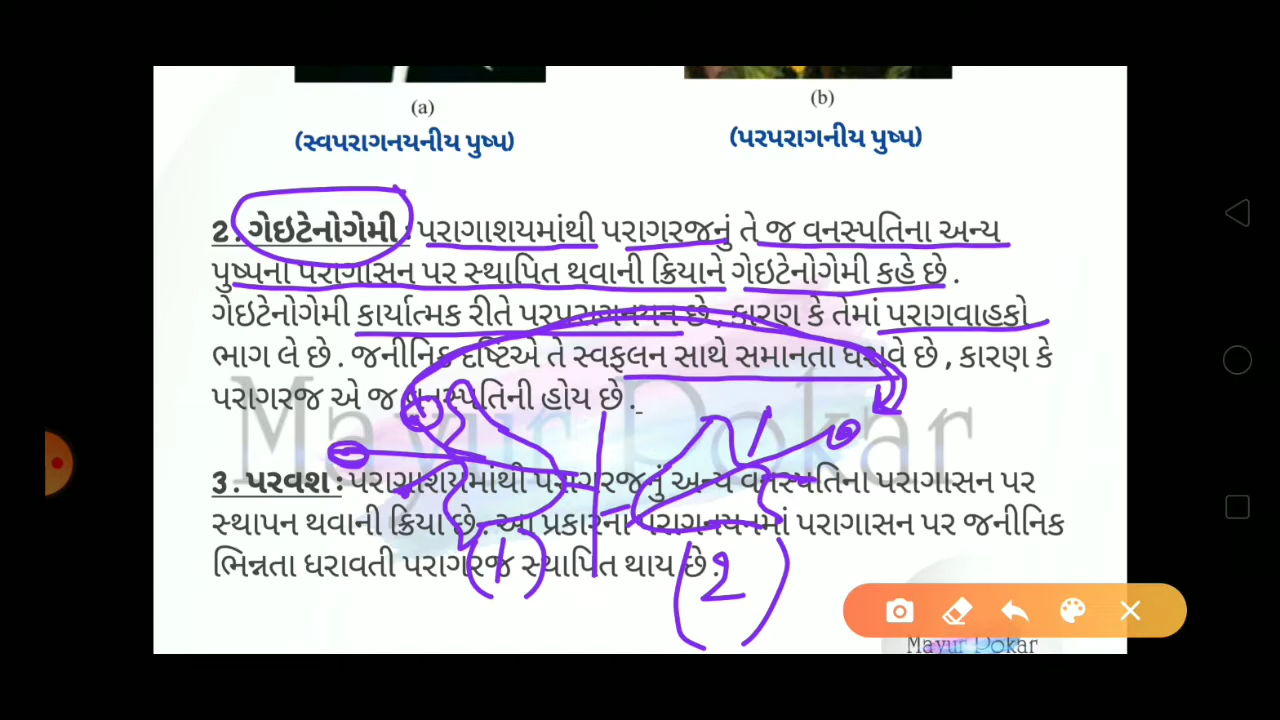 (a)
(b)
(સ્વપરાગનયનીય પુષ્પ)
(પરપરાગનીય પુષ્પ)
2 . ગેઇટેનોગેમી : પરાગાશયમાંથી પરાગરજનું તે જ વનસ્પતિના અન્ય
પુષ્પના પરાગાસન પર સ્થાપિત થવાની ક્રિયાને ગેઇટેનોગેમી કહે છે .
ગેઇટેનોગેમી કાર્યાત્મક રીતે પરપરાગનયન છે , કારણ કે તેમાં પરાગવાહકો
ભાગ લે છે . જનીનિક દ્રષ્ટિએ તે સ્વફલન સાથે સમાનતા ધરાવે છે , કારણ કે
પરાગરજ એ જ વનસ્પતિની હોય છે .
3 . પરવશ : પરાગાશયમાંથી પરાગરજનું અન્ય વનસ્પતિના પરાગાસન પર
સ્થાપન થવાની ક્રિયા છે . આ પ્રકારના પરાગનયનમાં પરાગાસન પર જનીનિક
ભિન્નતા ધરાવતી પરાગરજ સ્થાપિત થાય છે .
(1)
(2)
Mayur Pokar
Mayur Pokar